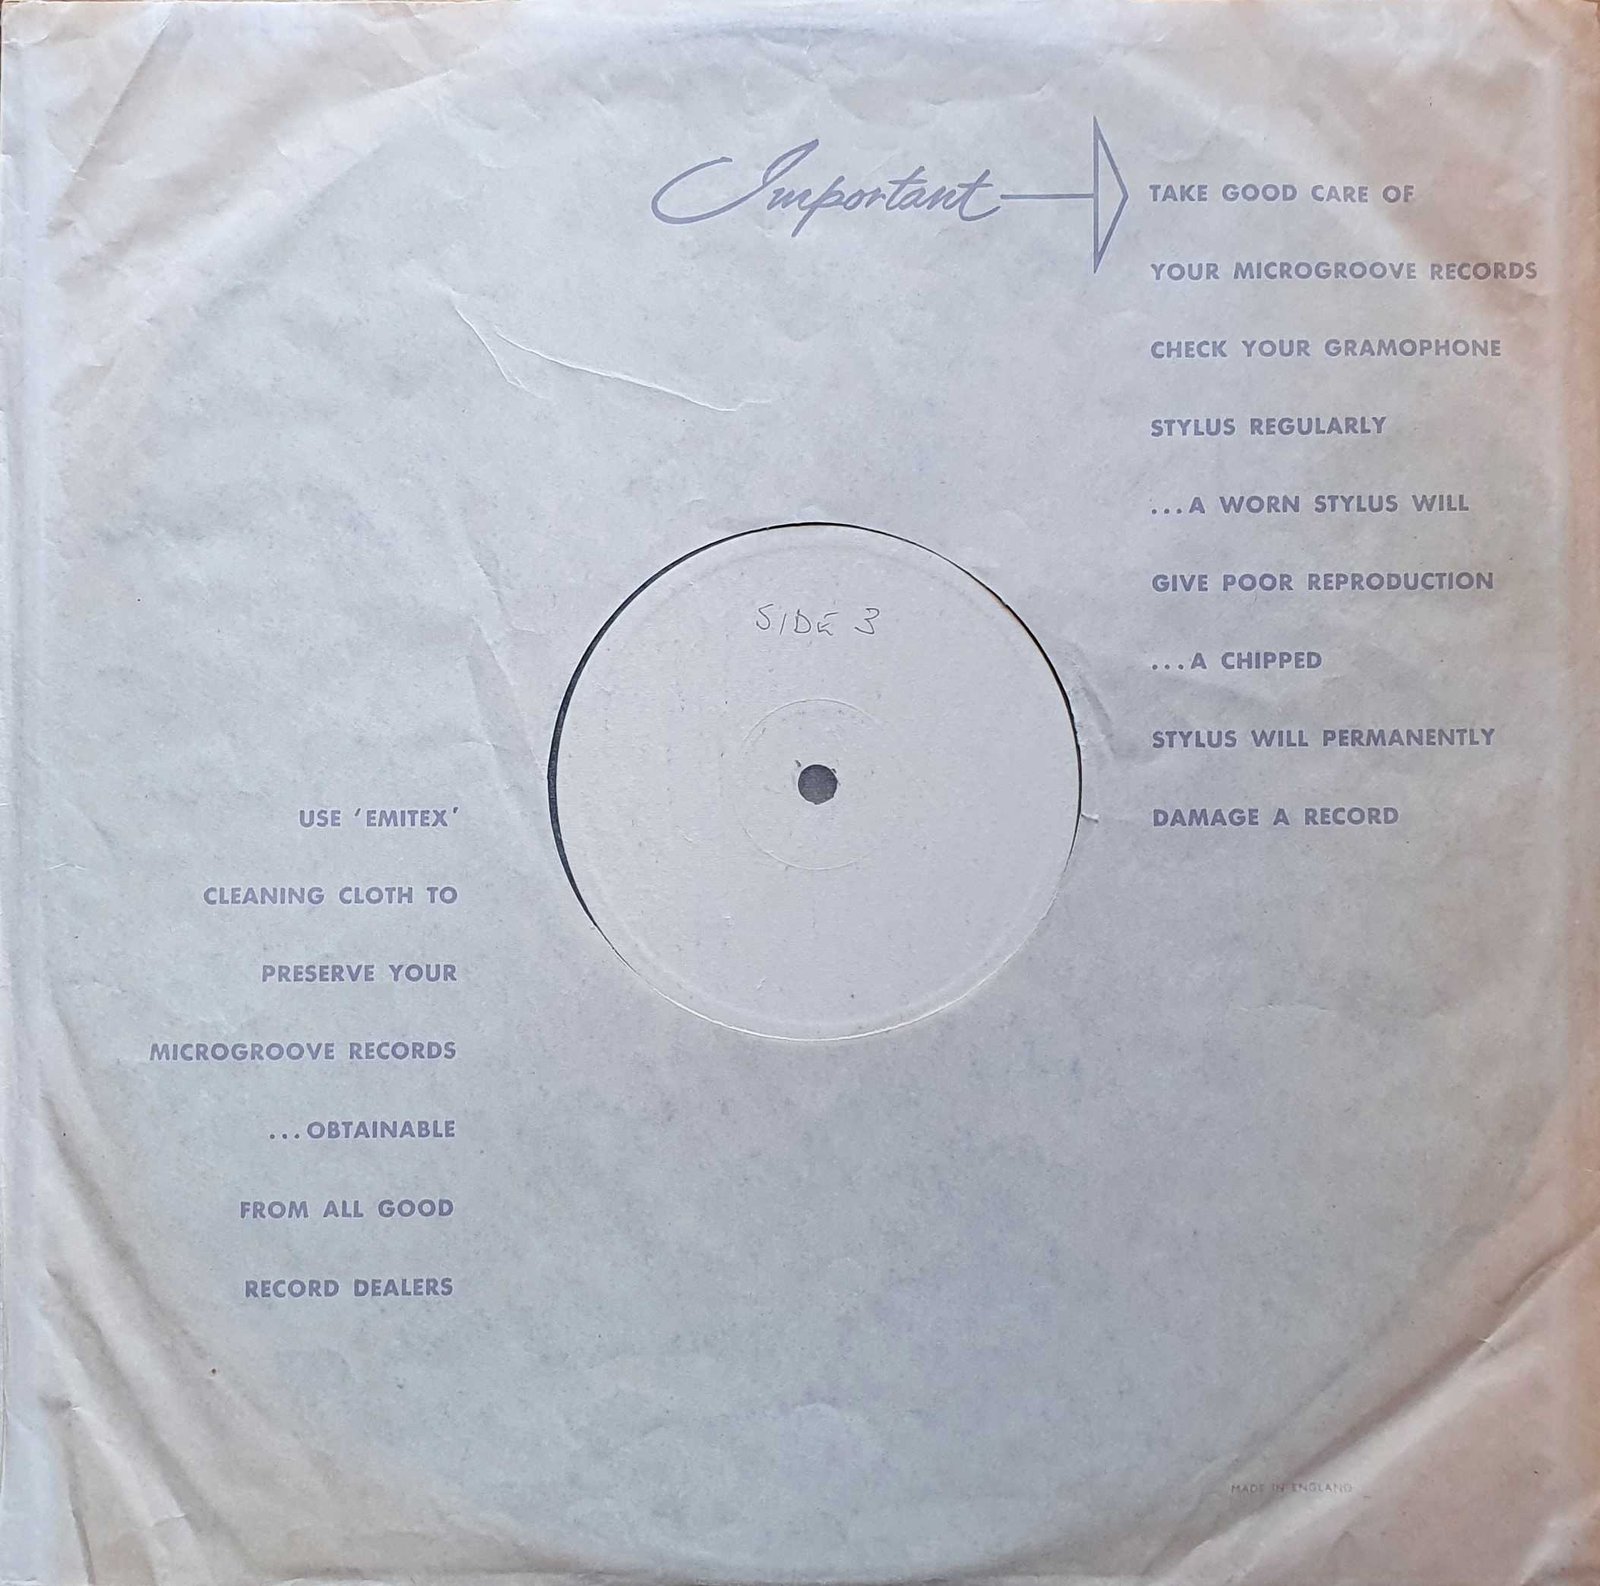 Important
TAKE GOOD CARE OF
YOUR MICROGROOVE RECORDS
CHECK YOUR GRAMOPHONE
STYLUS REGULARLY
...A WORN STYLUS WILL
GIVE POOR REPRODUCTION
...A CHIPPED
STYLUS WILL PERMANENTLY
DAMAGE A RECORD
SIDE 3
USE 'EMITEX'
CLEANING CLOTH TO
PRESERVE YOUR
MICROGROOVE RECORDS
...OBTAINABLE
FROM ALL GOOD
RECORD DEALERS
MADE IN ENGLAND